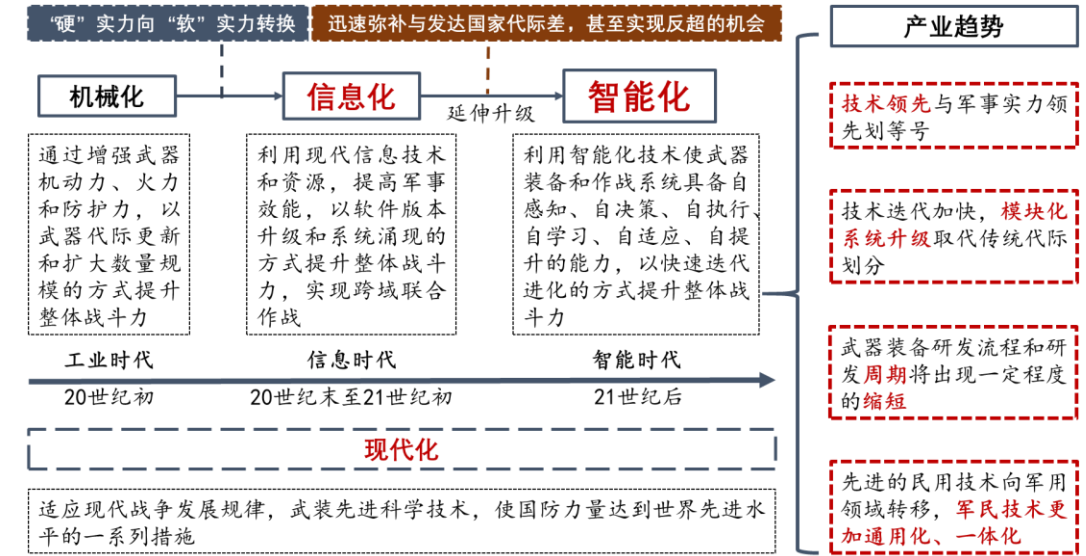 “硬”实力向“软”实力转换
迅速弥补与发达国家代际差，甚至实现反超的机会
机械化
信息化
延伸升级
智能化
通过增强武器
机动力、火力
和防护力，以
武器代际更新
和扩大数量规
模的方式提升
整体战斗力
利用现代信息技术
和资源，提高军事
效能，以软件版本
升级和系统涌现的
方式提升整体战斗
力，实现跨域联合
作战
利用智能化技术使武器
装备和作战系统具备自
感知、自决策、自执行、
自学习、自适应、自提
升的能力，以快速迭代
进化的方式提升整体战
斗力
工业时代
信息时代
智能时代
20世纪初
20世纪末至21世纪初
21世纪后
现代化
适应现代战争发展规律，武装先进科学技术，使国防力量达到世界先进水
平的一系列措施
产业趋势
技术领先与军事实力领
先划等号
技术迭代加快，模块化
系统升级取代传统代际
划分
武器装备研发流程和研
发周期将出现一定程度
的缩短
先进的民用技术向军用
领域转移，军民技术更
加通用化、一体化